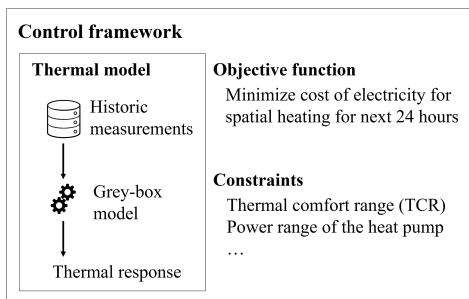 Control framework
Thermal model
Historic
measurements
Grey-box
model
Thermal response
Objective function
Minimize cost of electricity for
spatial heating for next 24 hours
Constraints
Thermal comfort range (TCR)
Power range of the heat pump
…